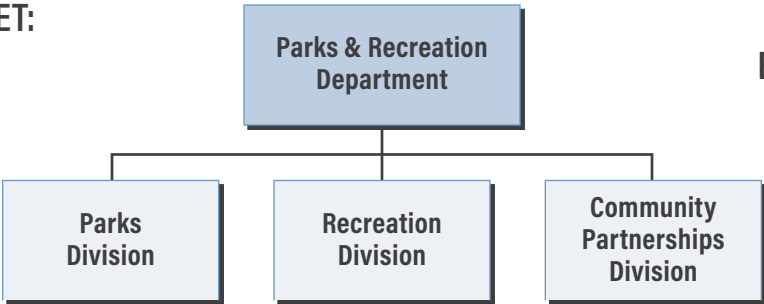 ET:
Parks & Recreation
Department
Parks
Division
Recreation
Division
Community
Partnerships
Division